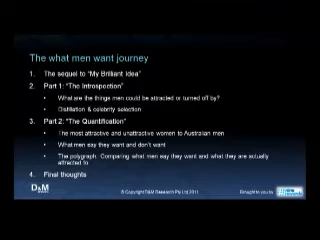 The what men want journey
1. The sequel to "My Brilliant Idea"
2. Part 1: "The Introspection"
• What are the things men could be attracted or turned off by?
• Distillation & celebrity selection
3. Part 2: "The Quantification"
• The most attractive and unattractive women to Australian men
• What men say they want and don't want
• The polygraph. Comparing what men say they want and what they are actually
attracted to
4. Final thoughts
D&M
© Copyright D&M Research Pty Ltd 2011
Brought to you by